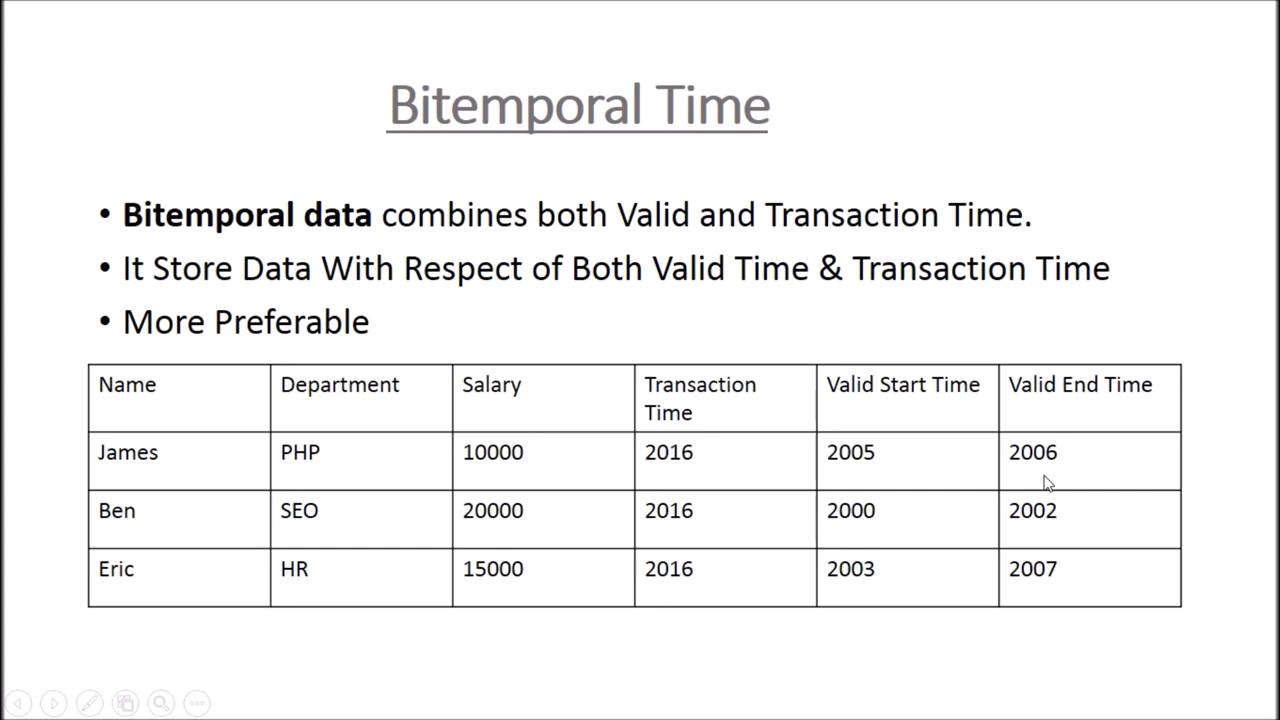 Bitemporal Time
• Bitemporal data combines both Valid and Transaction Time.
• It Store Data With Respect of Both Valid Time & Transaction Time
• More Preferable
Name Department Salary Transaction Time Valid Start Time Valid End Time
James PHP 10000 2016 2005 2006
Ben SEO 20000 2016 2000 2002
Eric HR 15000 2016 2003 2007